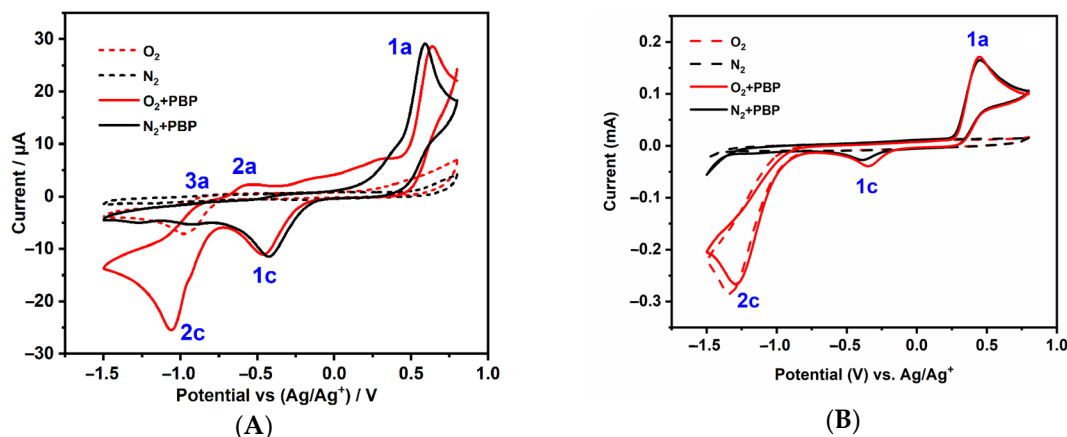 30
20
10
0
–10
–20
–30
Current / µA
O₂
N₂
O₂+PBP
N₂+PBP
1a
2a
3a
1c
2c
–1.5
–1.0
–0.5
0.0
0.5
1.0
Potential vs (Ag/Ag⁺) / V
(A)
0.2
0.1
0.0
–0.1
–0.2
–0.3
Current (mA)
O₂
N₂
O₂+PBP
N₂+PBP
1a
1c
2c
–1.5
–1.0
–0.5
0.0
0.5
1.0
Potential (V) vs. Ag/Ag⁺
(B)